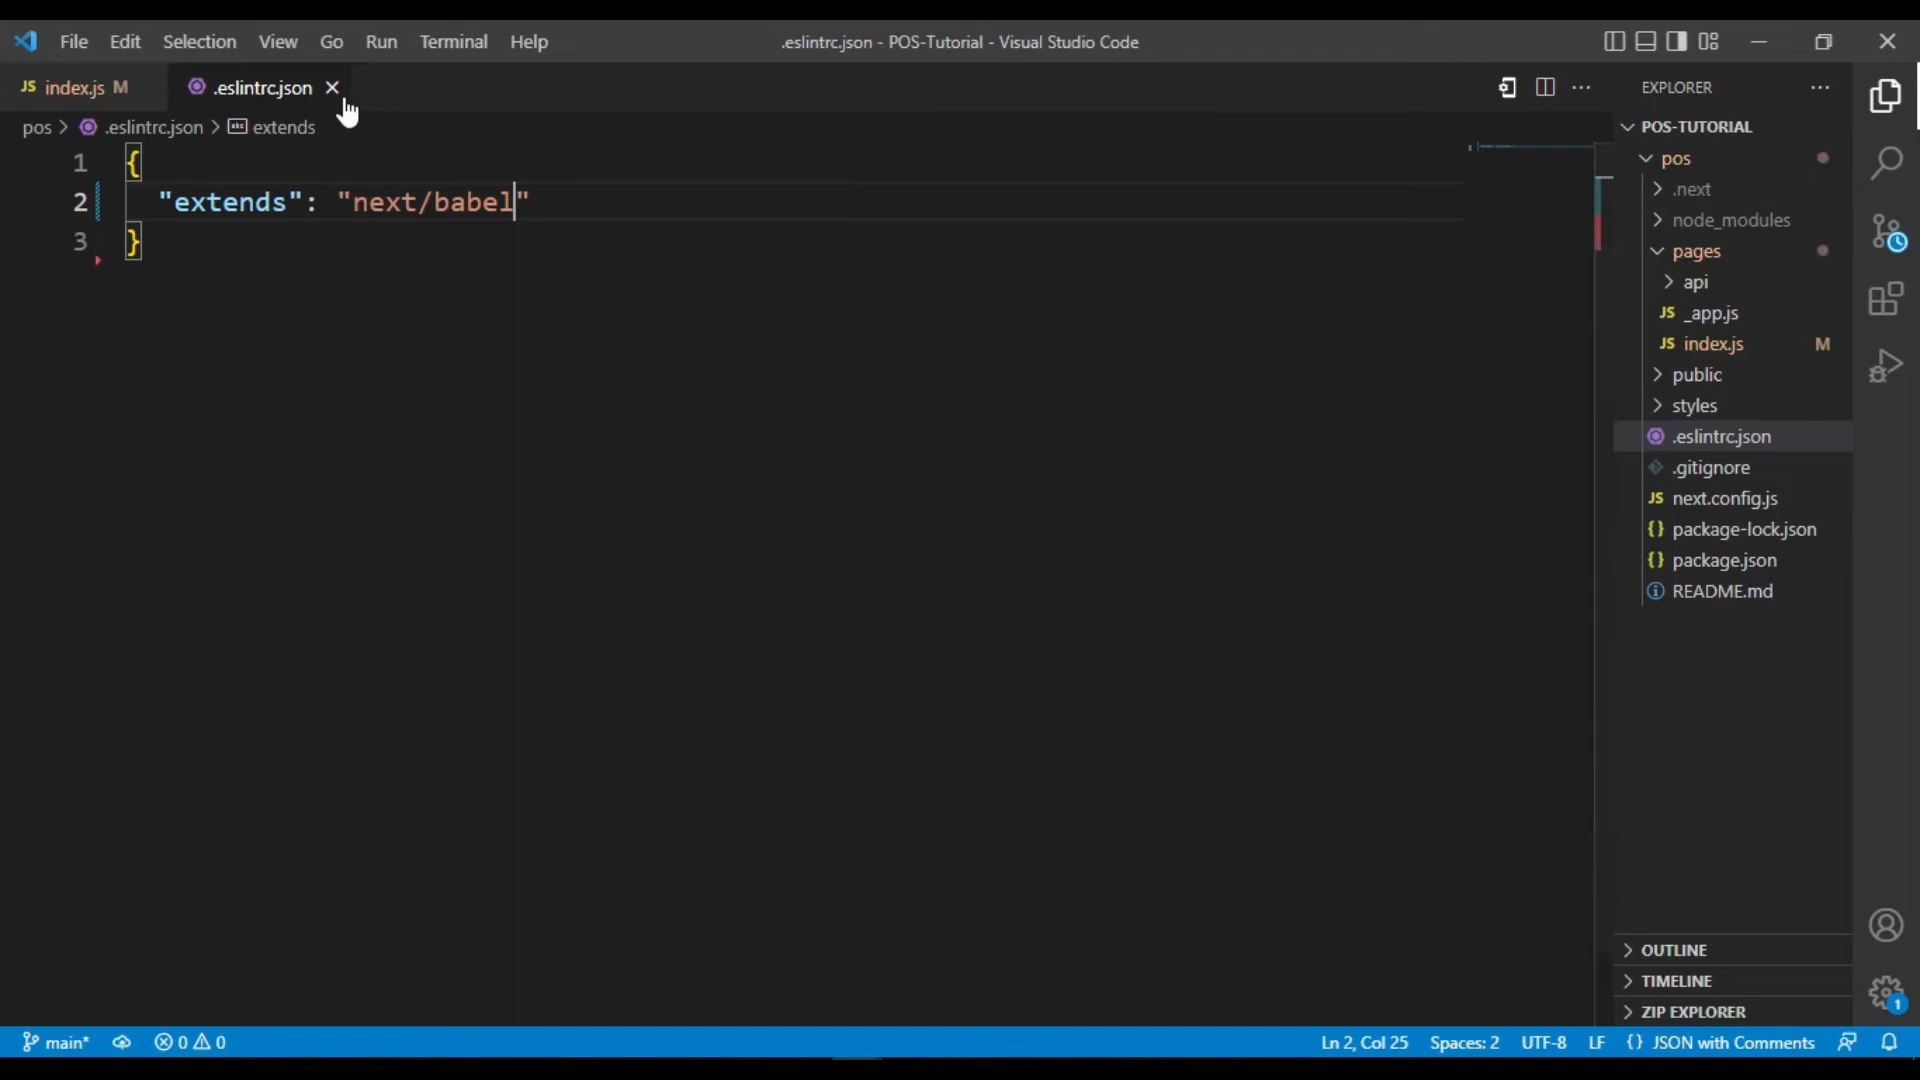 File Edit Selection View Go Run Terminal Help
.eslintrc.json - POS-Tutorial - Visual Studio Code
JS index.js M
.eslintrc.json
pos > .eslintrc.json > abc extends
1 {
2 "extends": "next/babel"
3 }
EXPLORER
POS-TUTORIAL
pos
.next
node_modules
pages
api
JS _app.js
JS index.js M
public
styles
.eslintrc.json
.gitignore
JS next.config.js
{} package-lock.json
{} package.json
README.md
OUTLINE
TIMELINE
ZIP EXPLORER
1
main* 0 0 Ln 2, Col 25 Spaces: 2 UTF-8 LF {} JSON with Comments